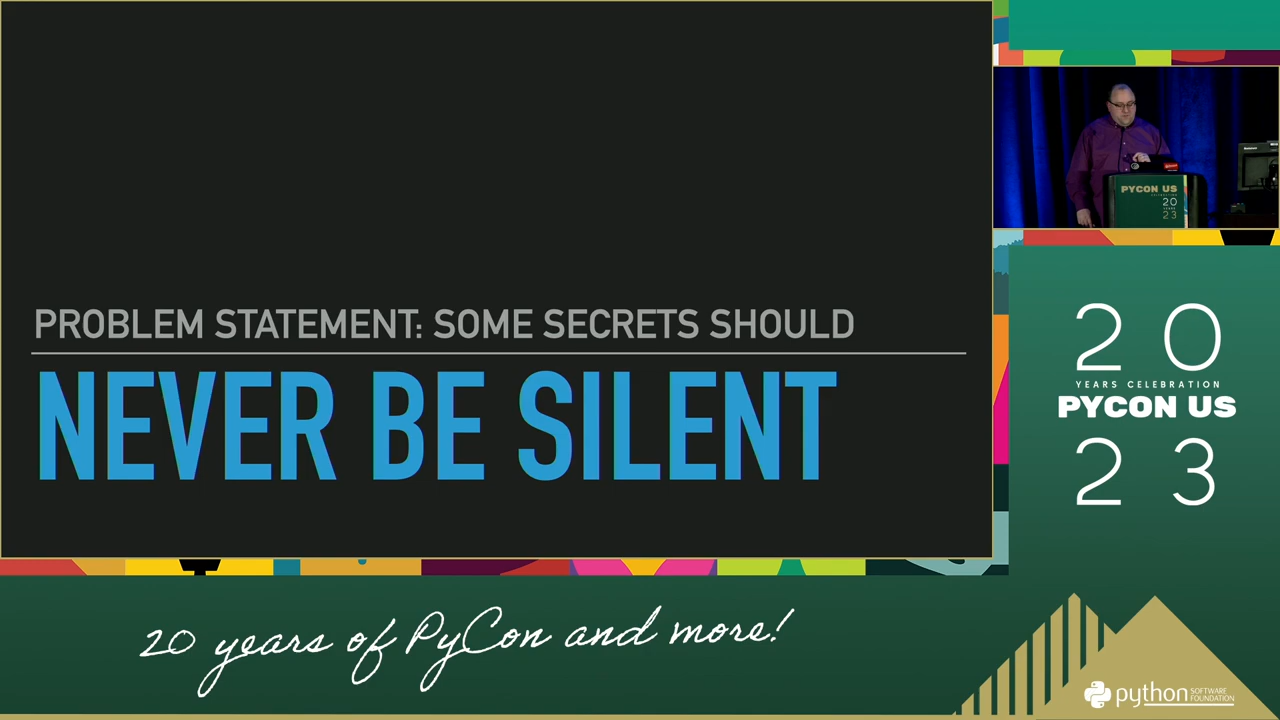 PROBLEM STATEMENT: SOME SECRETS SHOULD
NEVER BE SILENT
PYCON US
20
23
20
YEARS CELEBRATION
PYCON US
23
20 years of PyCon and more!
python SOFTWARE FOUNDATION